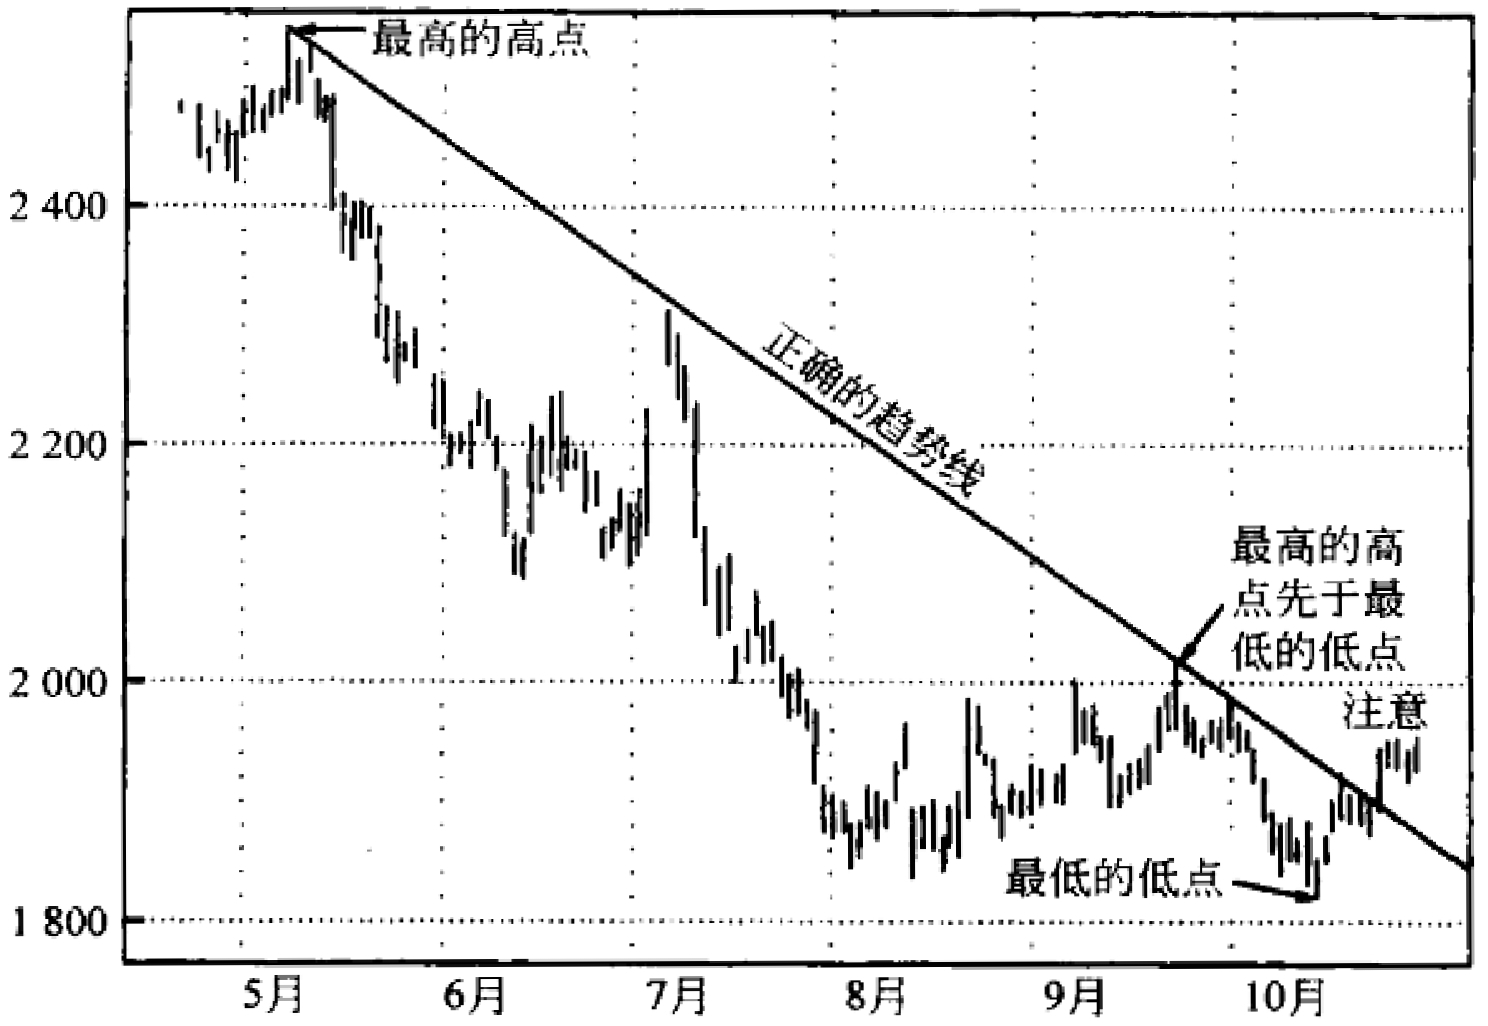 最高的高点
2 400
正确的趋势线
2 200
最高的高
点先于最
低的低点
2 000
注意
最低的低点
1 800
5月
6月
7月
8月
9月
10月